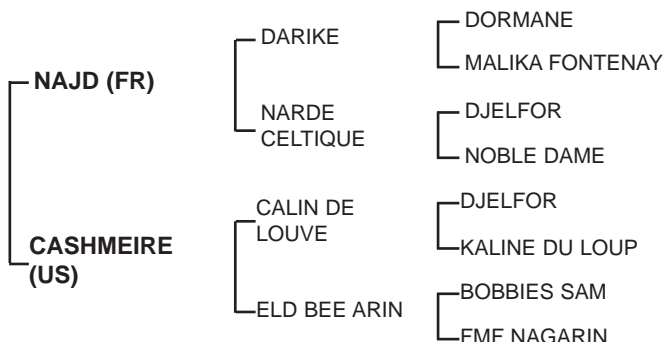 DORMANE
DARIKE
MALIKA FONTENAY
NAJD (FR)
NARDE
CELTIQUE
DJELFOR
NOBLE DAME
CALIN DE
LOUVE
DJELFOR
KALINE DU LOUP
CASHMEIRE
(US)
BOBBIES SAM
ELD BEE ARIN
FMF NAGARIN